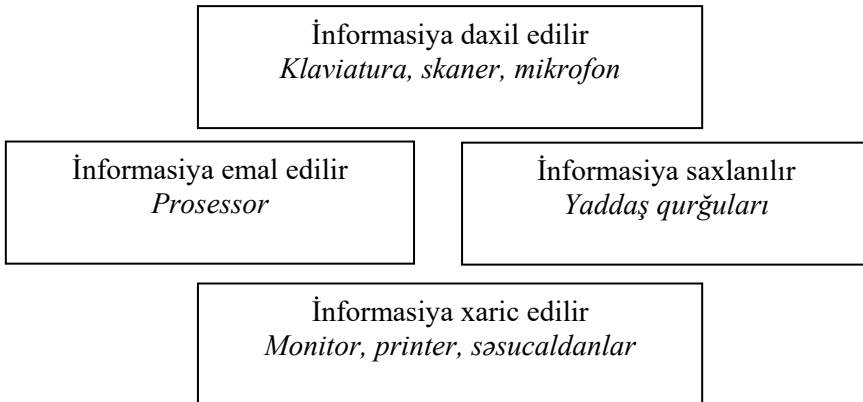 İnformasiya daxil edilir
Klaviatura, skaner, mikrofon
İnformasiya emal edilir
Prosessor
İnformasiya saxlanılır
Yaddaş qurğuları
İnformasiya xaric edilir
Monitor, printer, səsucaldanlar